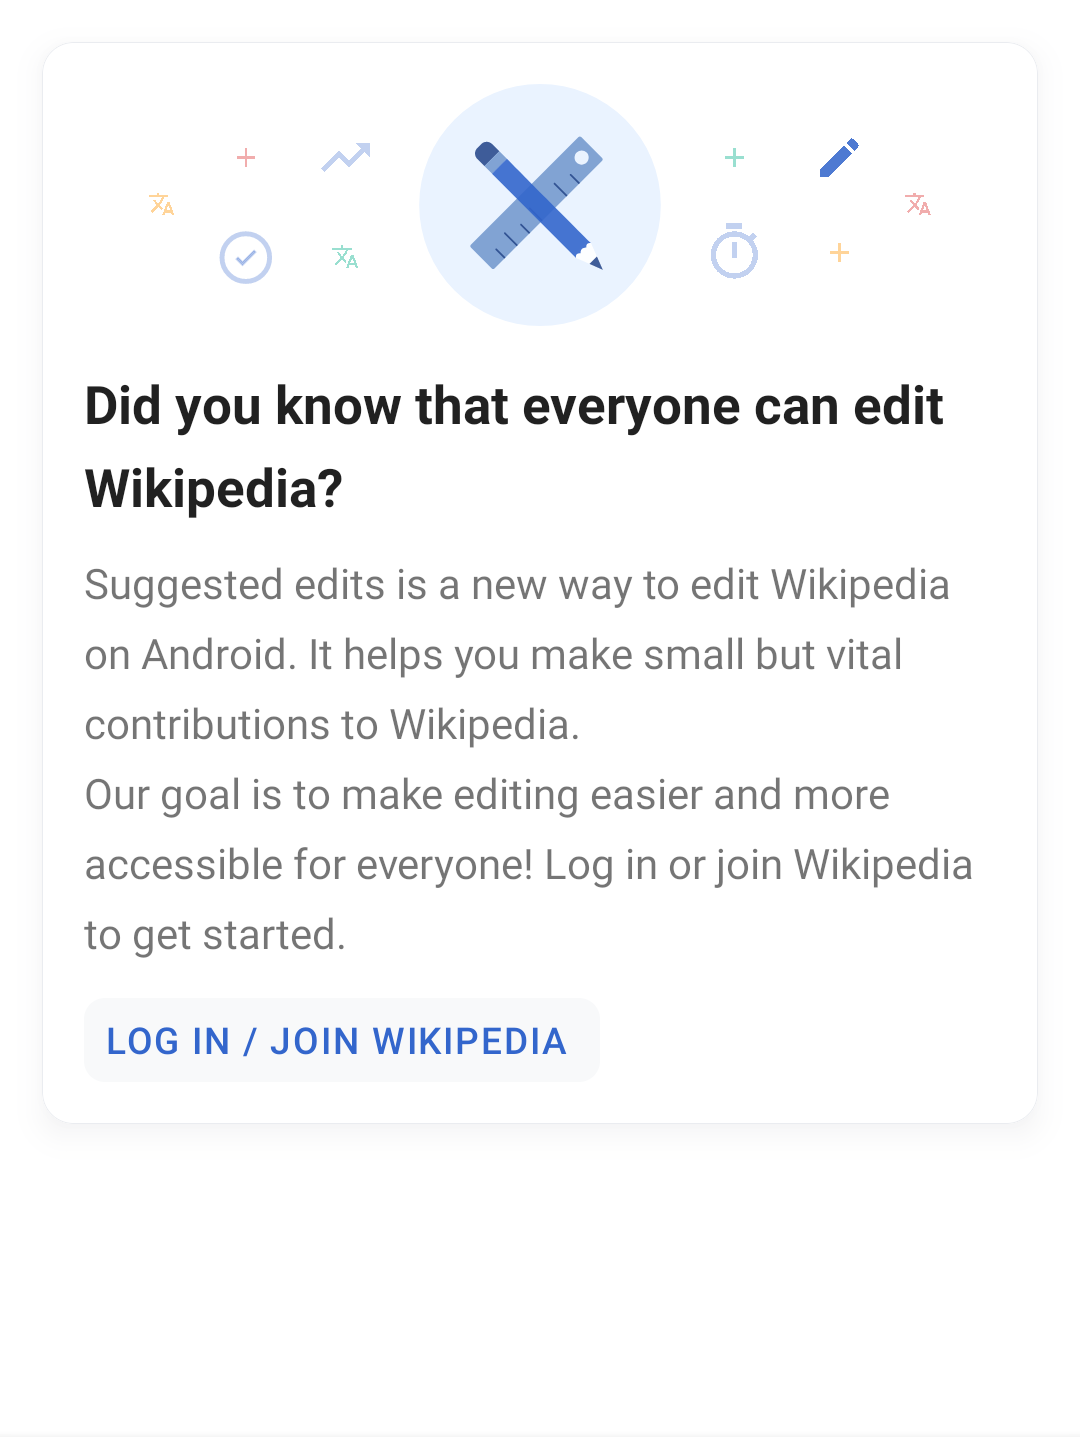 Did you know that everyone can edit
Wikipedia?
Suggested edits is a new way to edit Wikipedia
on Android. It helps you make small but vital
contributions to Wikipedia.
Our goal is to make editing easier and more
accessible for everyone! Log in or join Wikipedia
to get started.
LOG IN / JOIN WIKIPEDIA